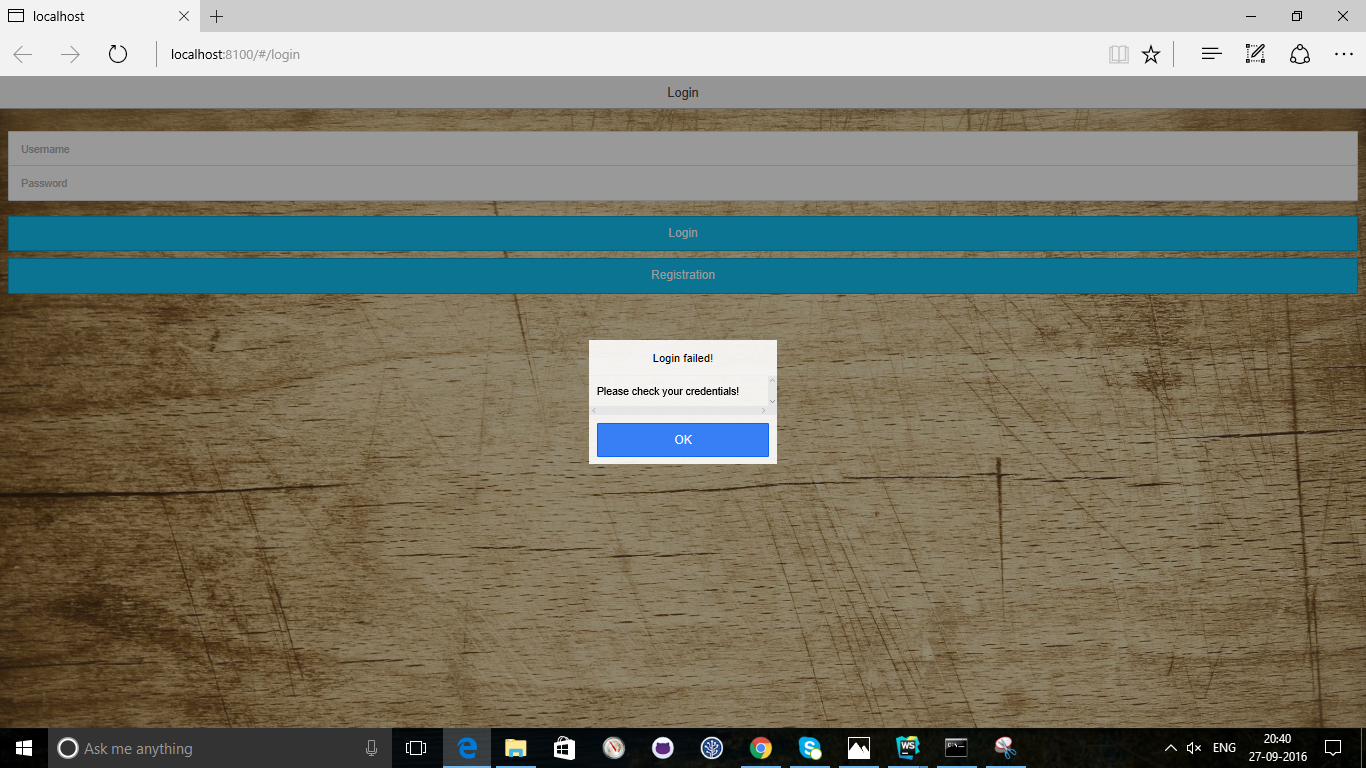 localhost
localhost:8100/#/login
Login
Username
Password
Login
Registration
Login failed!
Please check your credentials!
OK
Ask me anything
WS
ENG
20:40
27-09-2016